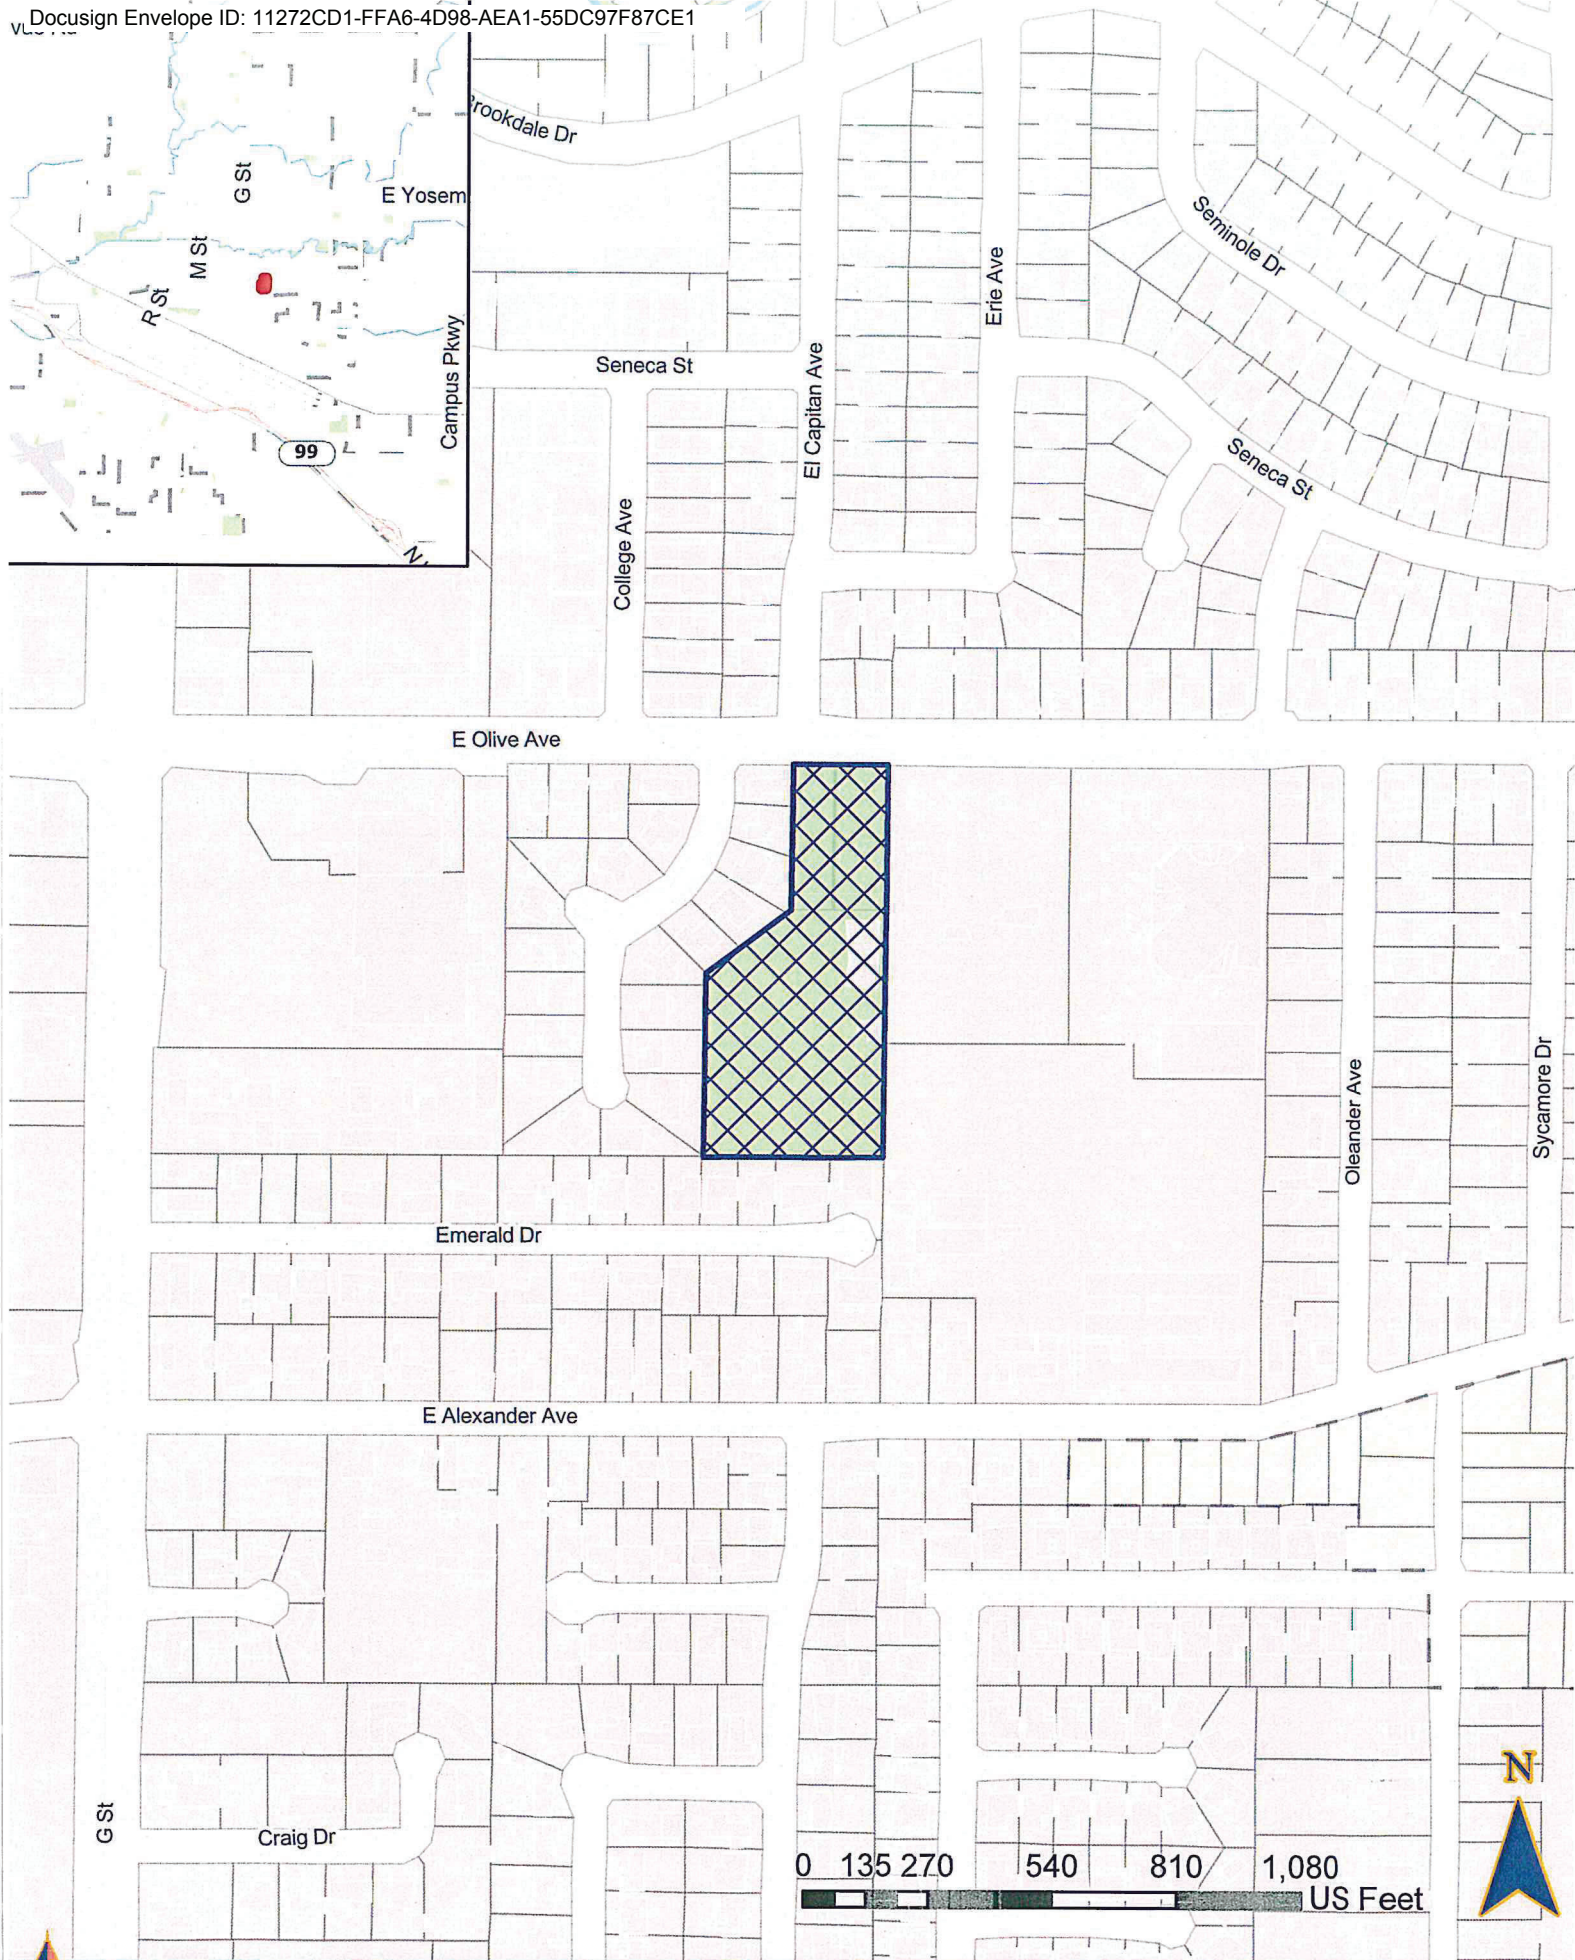 Docusign Envelope ID: 11272CD1-FFA6-4D98-AEA1-55DC97F87CE1
G St
E Yosem
M St
R St
Campus Pkwy
99
Brookdale Dr
Seminole Dr
Erie Ave
Seneca St
El Capitan Ave
Seneca St
College Ave
E Olive Ave
Oleander Ave
Sycamore Dr
Emerald Dr
E Alexander Ave
G St
Craig Dr
N
0 135 270 540 810 1,080
US Feet